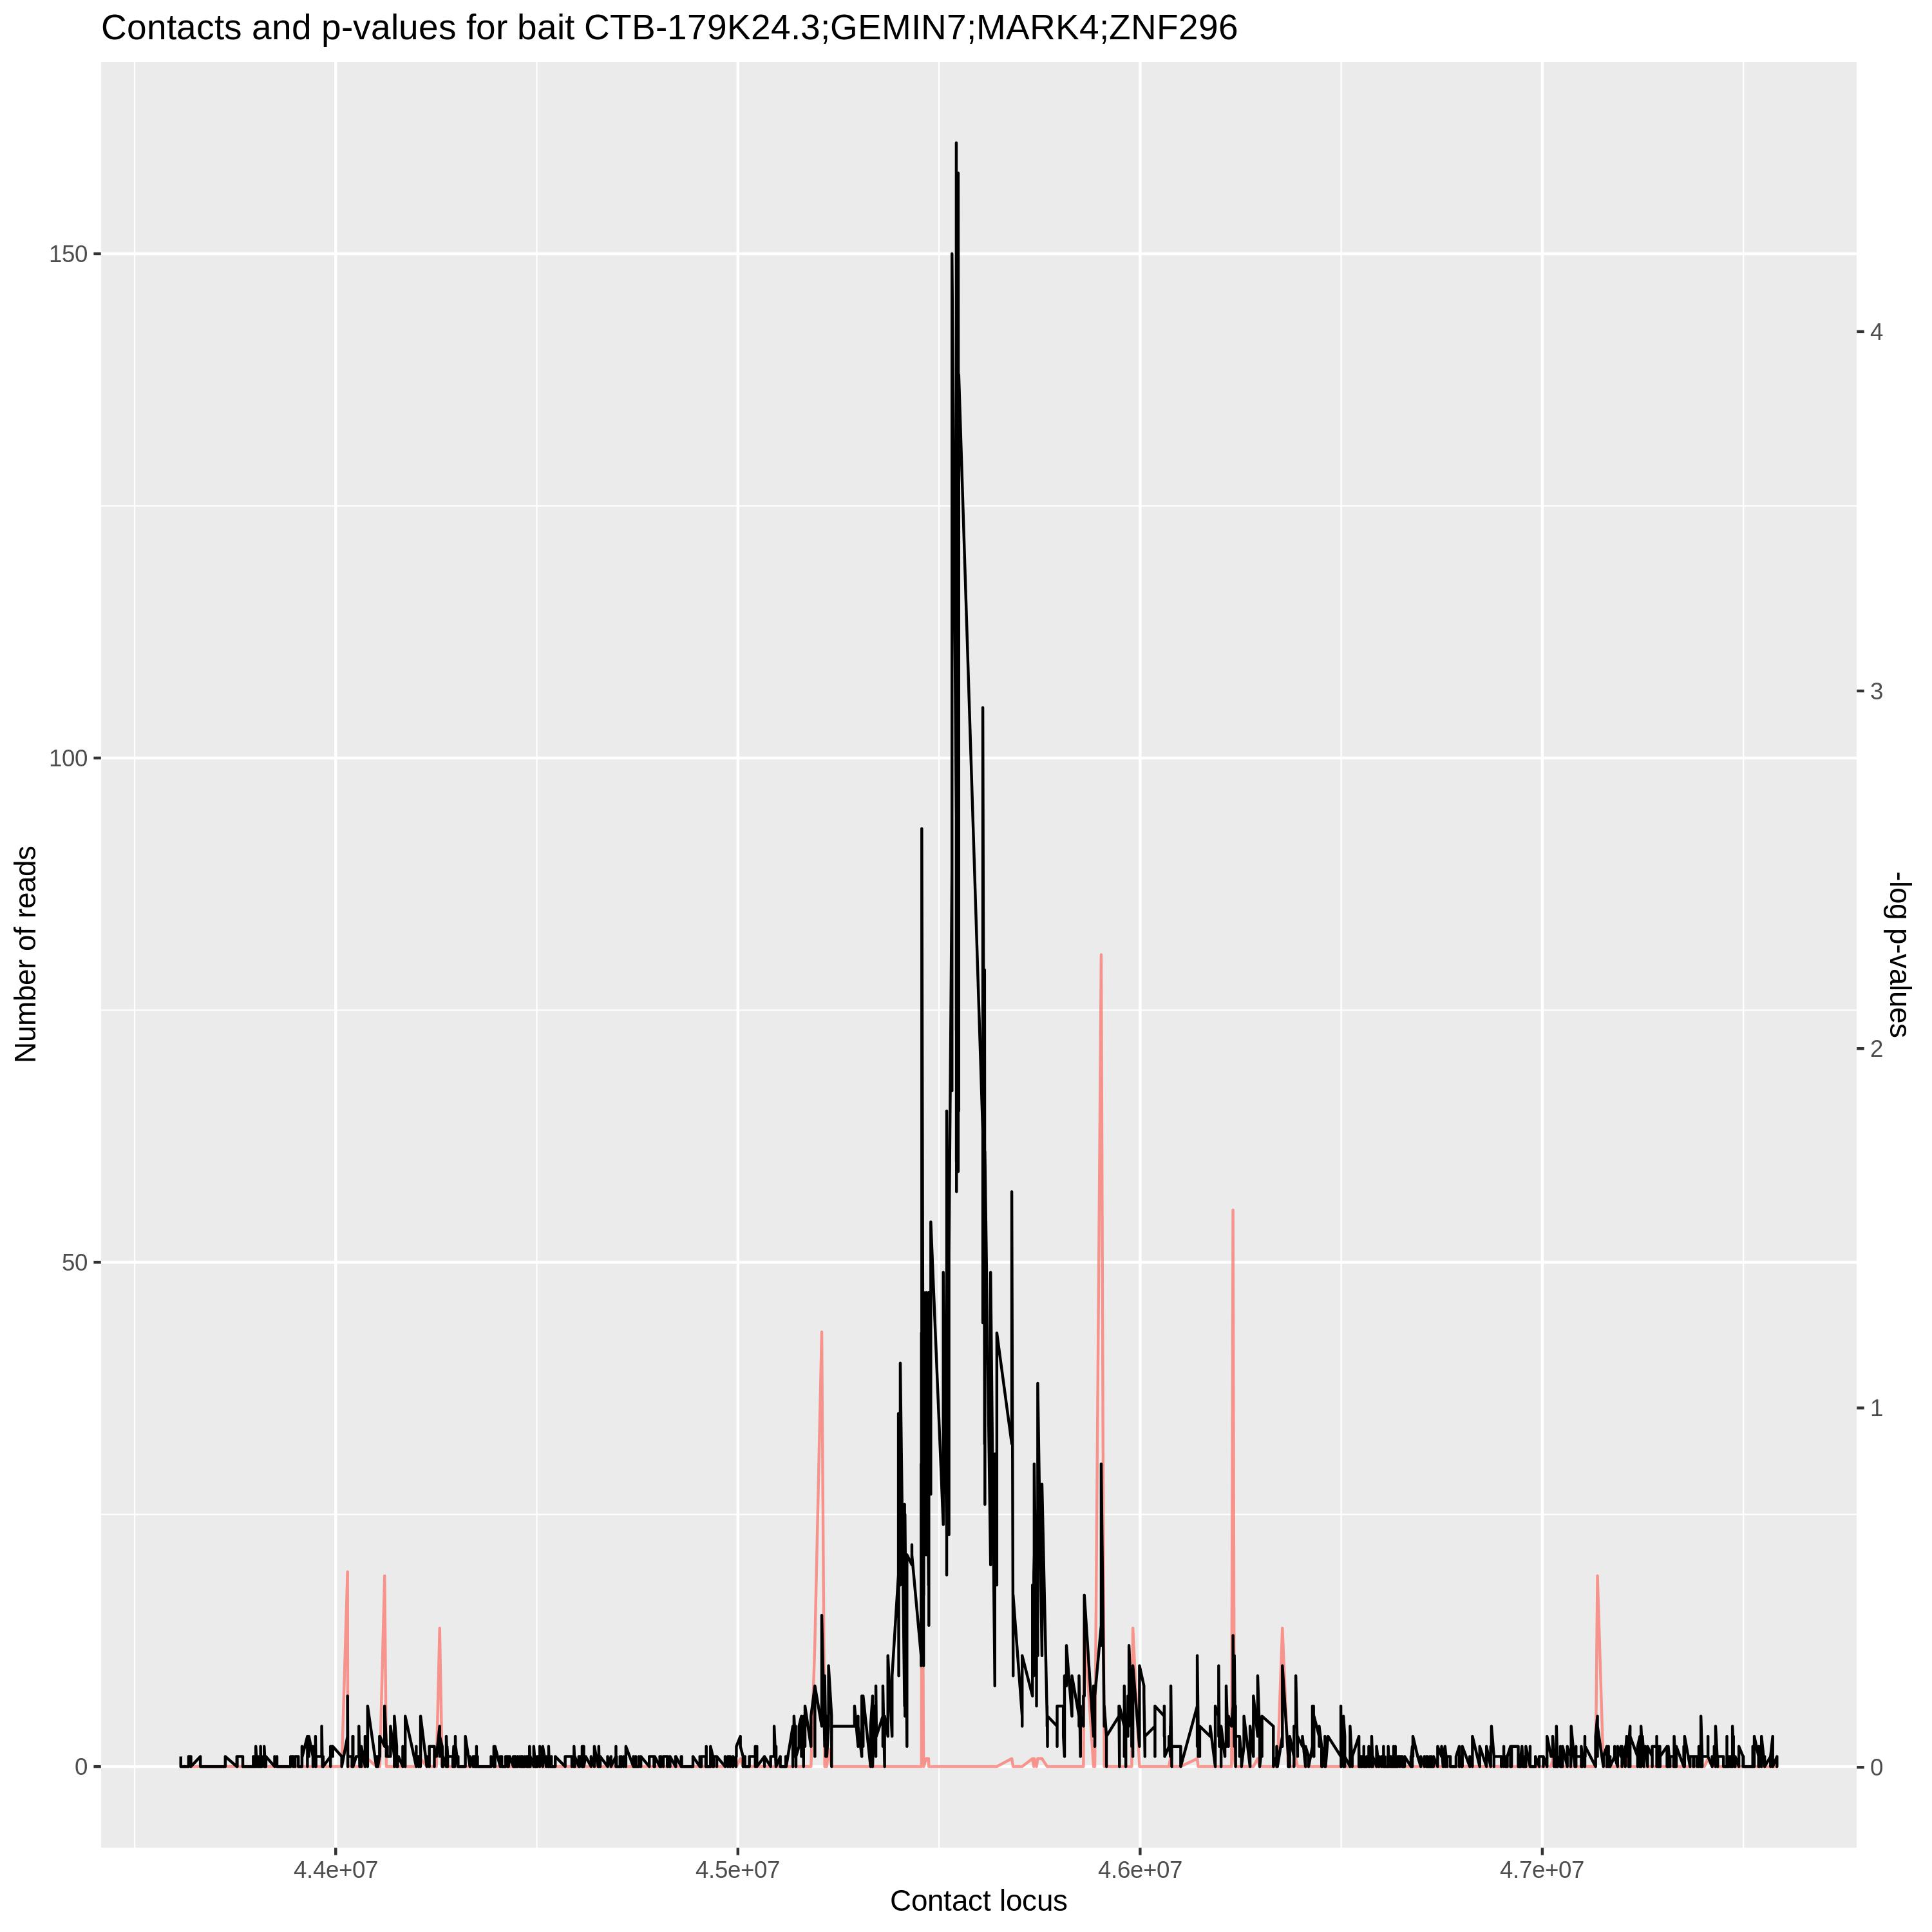 Contacts and p-values for bait CTB-179K24.3;GEMIN7;MARK4;ZNF296
150
100
50
0
Number of reads
4
3
2
1
0
-log p-values
4.4e+07
4.5e+07
4.6e+07
4.7e+07
Contact locus